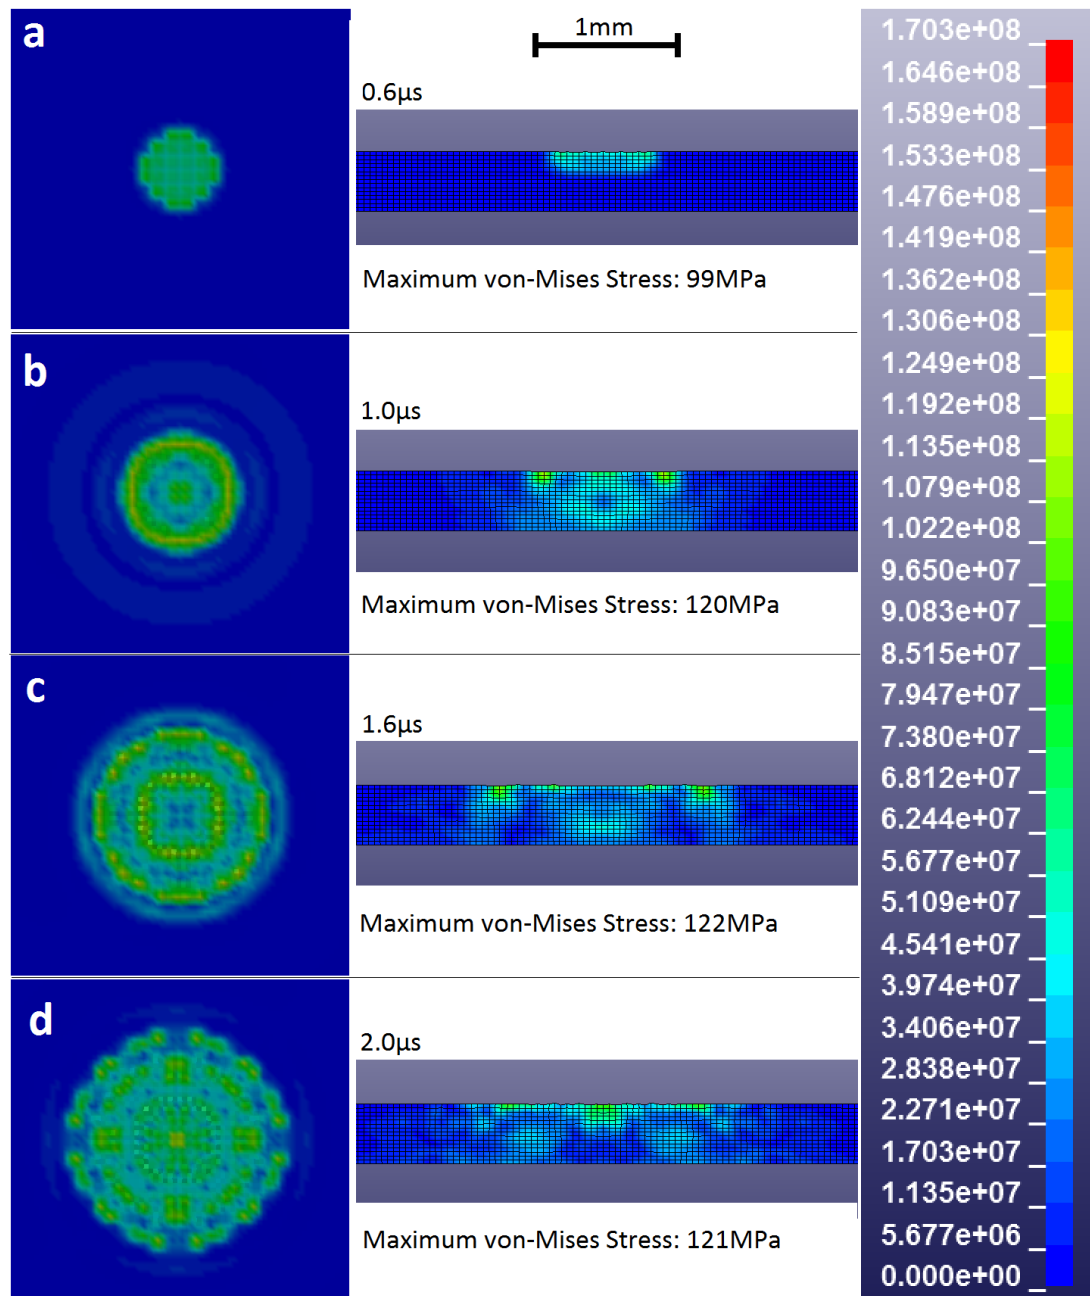 a
1mm
0.6µs
Maximum von-Mises Stress: 99MPa
b
1.0µs
Maximum von-Mises Stress: 120MPa
c
1.6µs
Maximum von-Mises Stress: 122MPa
d
2.0µs
Maximum von-Mises Stress: 121MPa
1.703e+08
1.646e+08
1.589e+08
1.533e+08
1.476e+08
1.419e+08
1.362e+08
1.306e+08
1.249e+08
1.192e+08
1.135e+08
1.079e+08
1.022e+08
9.650e+07
9.083e+07
8.515e+07
7.947e+07
7.380e+07
6.812e+07
6.244e+07
5.677e+07
5.109e+07
4.541e+07
3.974e+07
3.406e+07
2.838e+07
2.271e+07
1.703e+07
1.135e+07
5.677e+06
0.000e+00